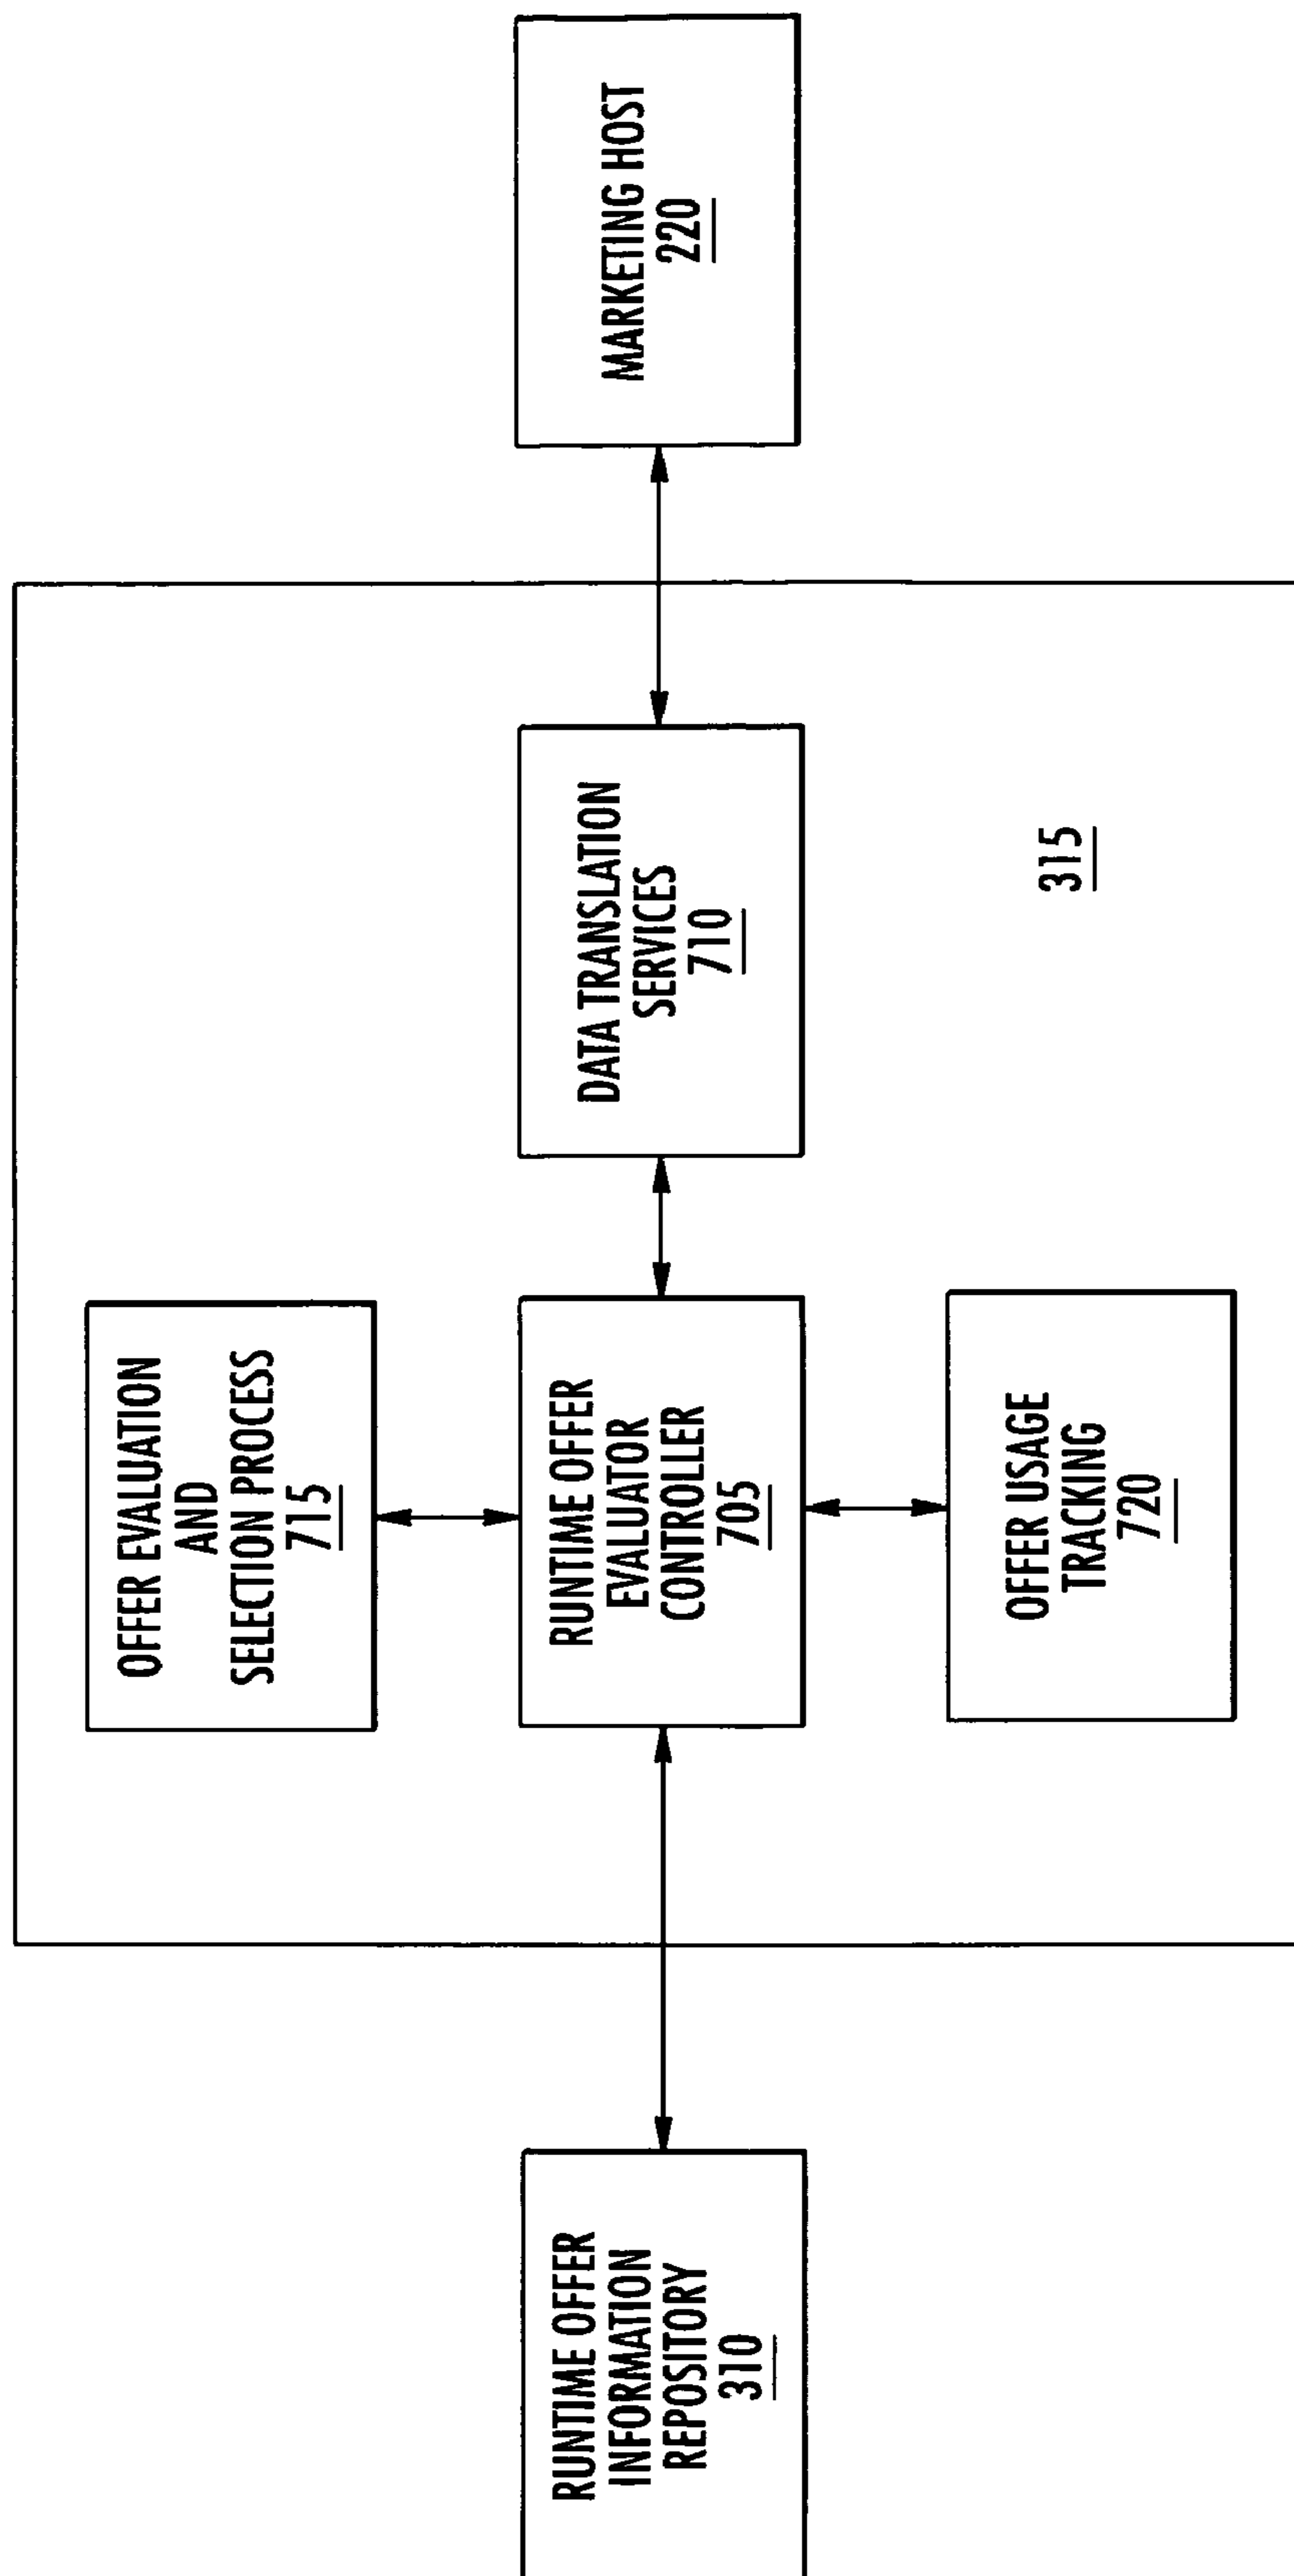 RUNTIME OFFER
INFORMATION
REPOSITORY
310
OFFER EVALUATION
AND
SELECTION PROCESS
715
RUNTIME OFFER
EVALUATOR
CONTROLLER
705
OFFER USAGE
TRACKING
720
DATA TRANSLATION
SERVICES
710
315
MARKETING HOST
220